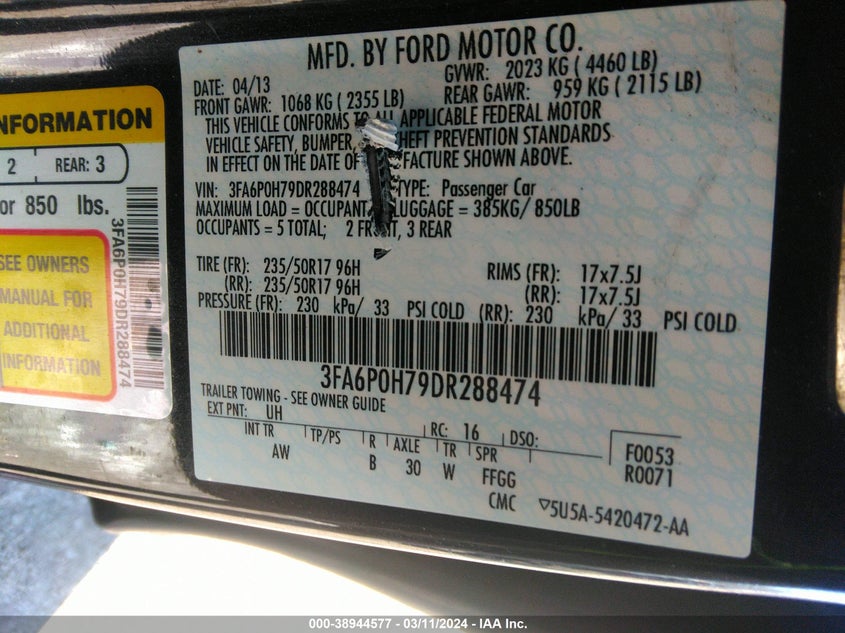 MFD. BY FORD MOTOR CO.
DATE: 04/13
GVWR: 2023 KG ( 4460 LB)
FRONT GAWR: 1068 KG ( 2355 LB)
REAR GAWR: 959 KG ( 2115 LB)
THIS VEHICLE CONFORMS TO ALL APPLICABLE FEDERAL MOTOR
VEHICLE SAFETY, BUMPER, THEFT PREVENTION STANDARDS
IN EFFECT ON THE DATE OF FACTURE SHOWN ABOVE.
VIN: 3FA6P0H79DR288474 TYPE: Passenger Car
MAXIMUM LOAD = OCCUPANT LUGGAGE = 385KG/ 850LB
OCCUPANTS = 5 TOTAL; 2 FRONT, 3 REAR
TIRE (FR): 235/50R17 96H RIMS (FR): 17x7.5J
(RR): 235/50R17 96H (RR): 17x7.5J
PRESSURE (FR): 230 kPa/ 33 PSI COLD (RR): 230 kPa/ 33 PSI COLD
3FA6P0H79DR288474
TRAILER TOWING - SEE OWNER GUIDE
EXT PNT: UH RC: 16 DSO:
INT TR TP/PS R AXLE TR SPR
AW B 30 W FFGG
CMC
F0053
R0071
5U5A-5420472-AA
NFORMATION
2 REAR: 3
or 850 lbs.
3FA6P0H79DR288474
SEE OWNERS
MANUAL FOR
ADDITIONAL
INFORMATION
000-38944577 - 03/11/2024 - IAA Inc.